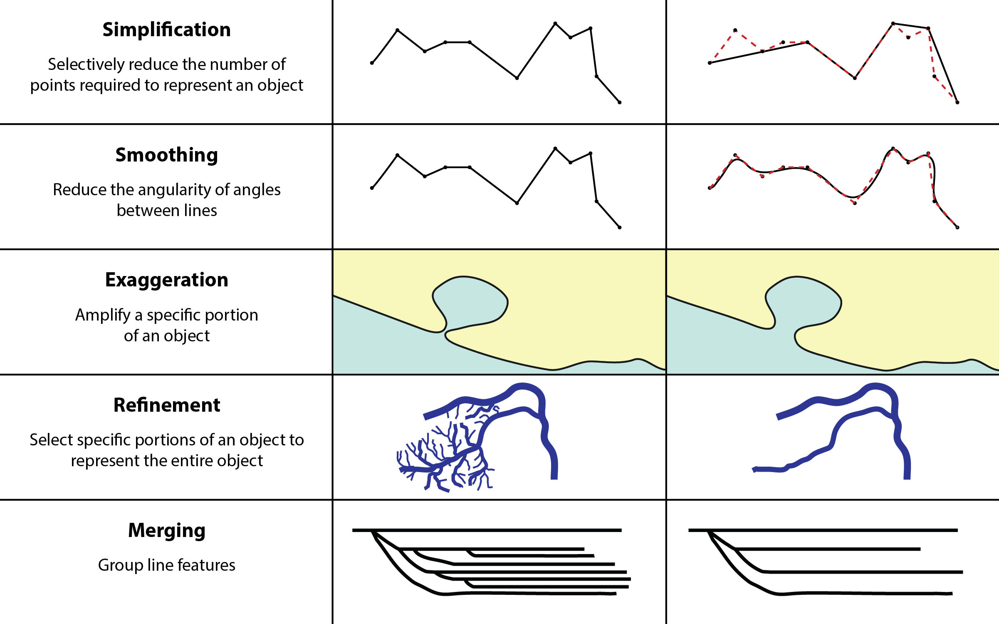 Simplification
Selectively reduce the number of
points required to represent an object
Smoothing
Reduce the angularity of angles
between lines
Exaggeration
Amplify a specific portion
of an object
Refinement
Select specific portions of an object to
represent the entire object
Merging
Group line features